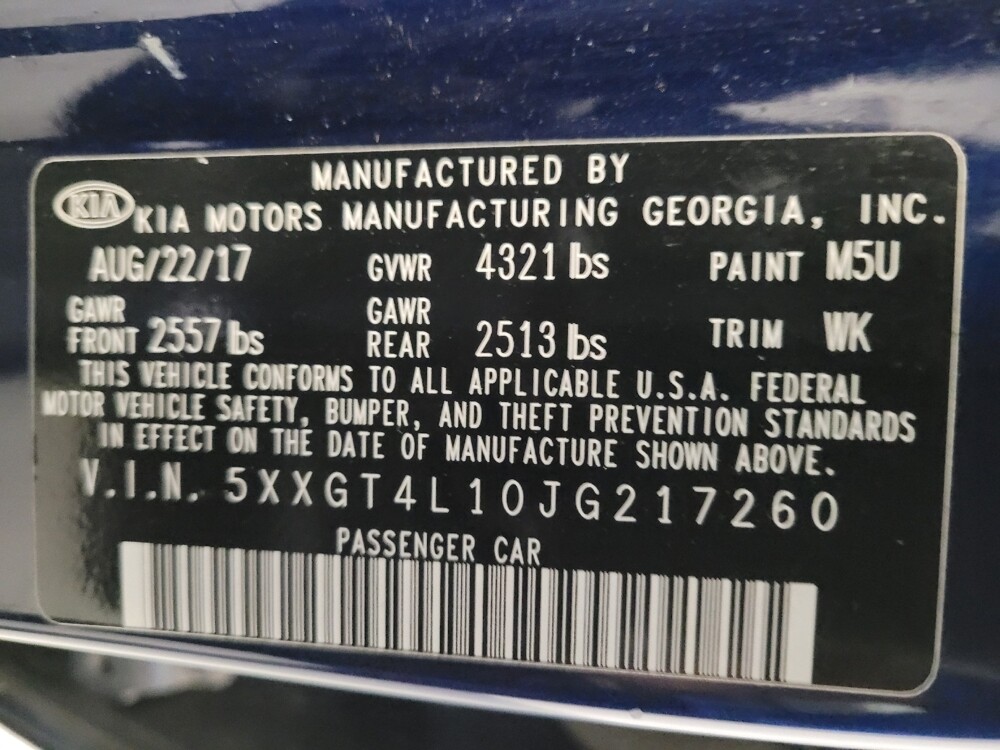 MANUFACTURED BY
KIA KIA MOTORS MANUFACTURING GEORGIA, INC.
AUG/22/17 GVWR 4321 lbs PAINT M5U
GAWR FRONT 2557 lbs GAWR REAR 2513 lbs TRIM WK
THIS VEHICLE CONFORMS TO ALL APPLICABLE U.S.A. FEDERAL
MOTOR VEHICLE SAFETY, BUMPER, AND THEFT PREVENTION STANDARDS
IN EFFECT ON THE DATE OF MANUFACTURE SHOWN ABOVE.
V.I.N. 5XXGT4L10JG217260
PASSENGER CAR